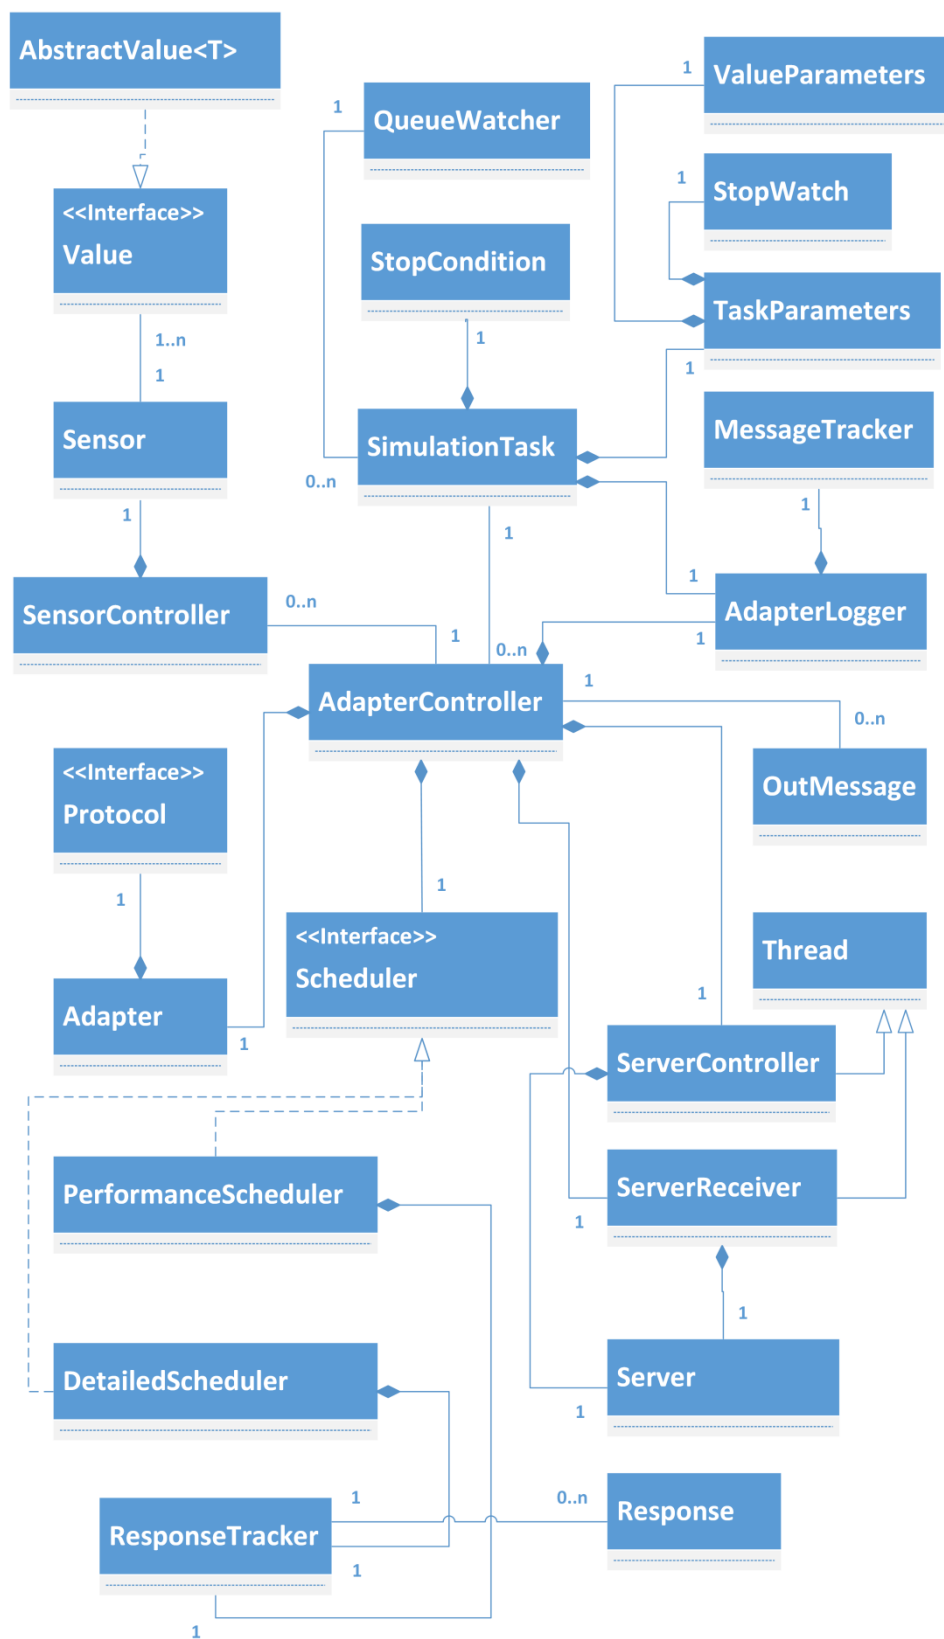 AbstractValue<T>
ValueParameters
1
QueueWatcher
1
StopWatch
1
<<Interface>>
Value
StopCondition
TaskParameters
1..n
1
1
1
Sensor
SimulationTask
MessageTracker
0..n
1
1
1
SensorController
0..n
1
1
AdapterLogger
1
0..n
AdapterController
1
0..n
<<Interface>>
Protocol
OutMessage
1
1
<<Interface>>
Scheduler
Thread
Adapter
1
1
ServerController
PerformanceScheduler
ServerReceiver
1
1
DetailedScheduler
Server
1
1
0..n
Response
ResponseTracker
1
1